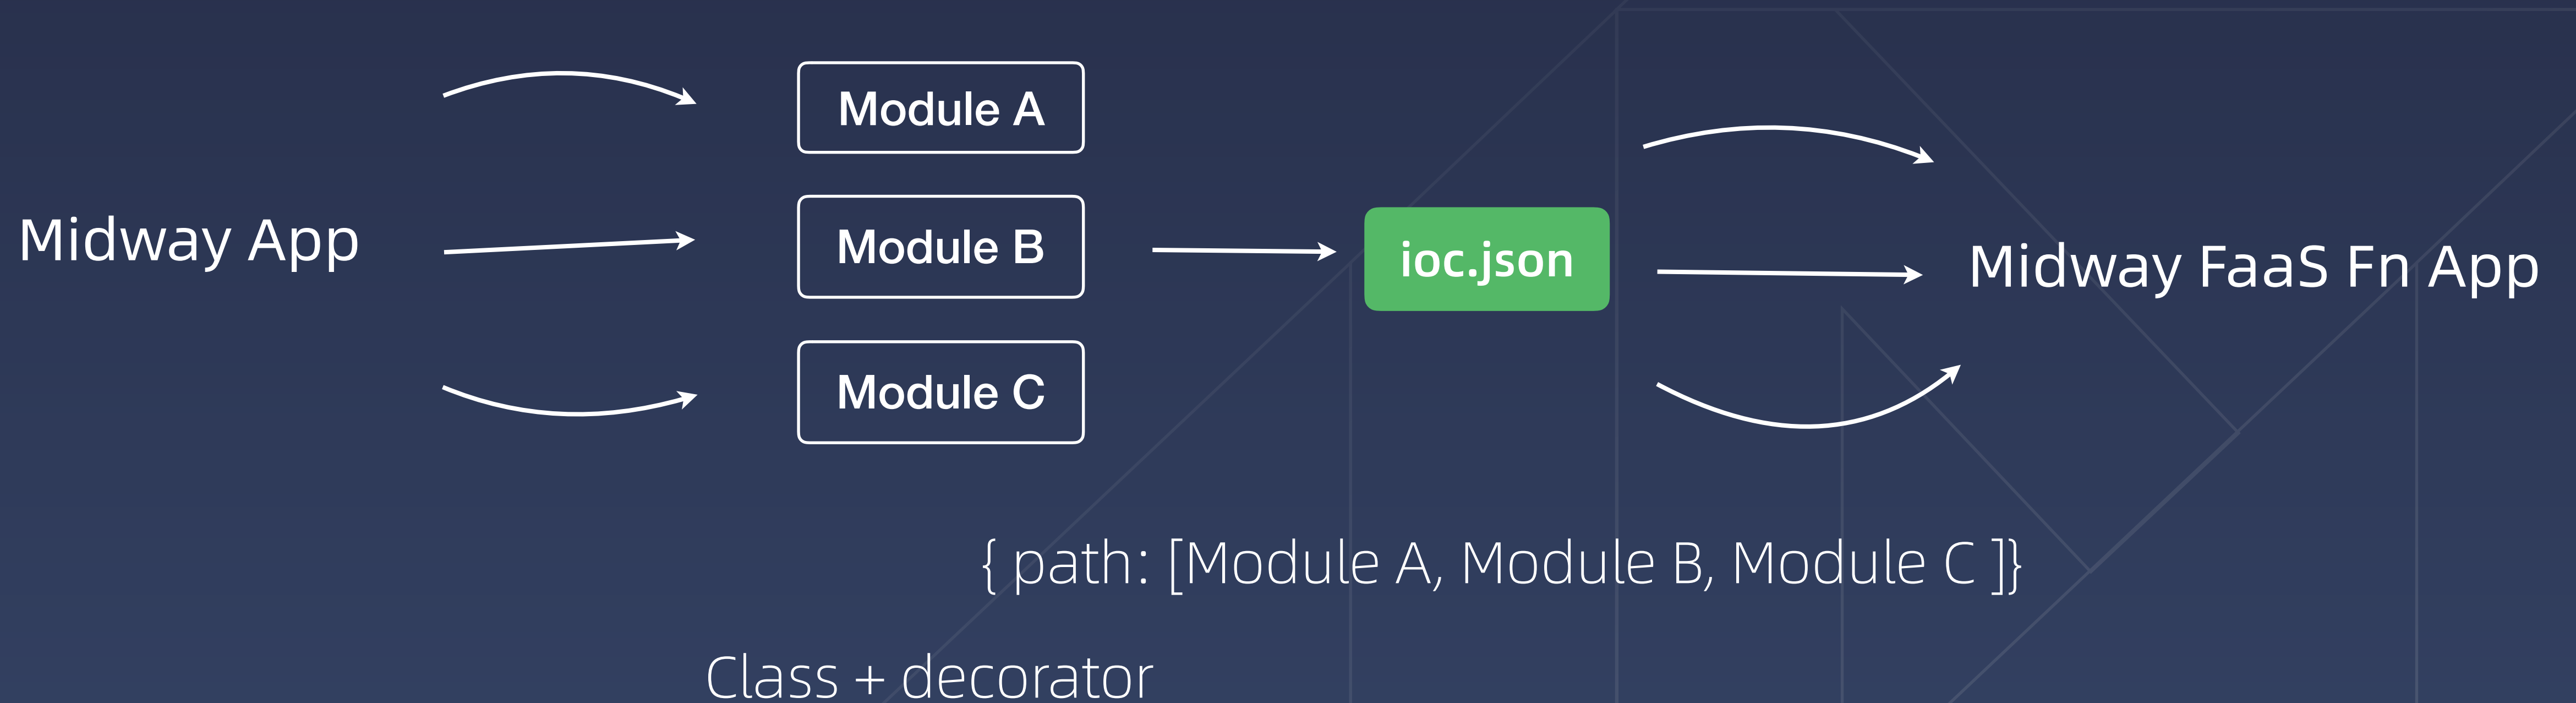 Midway App
Module A
Module B
Module C
ioc.json
Midway FaaS Fn App
{ path: [Module A, Module B, Module C ]}
Class + decorator